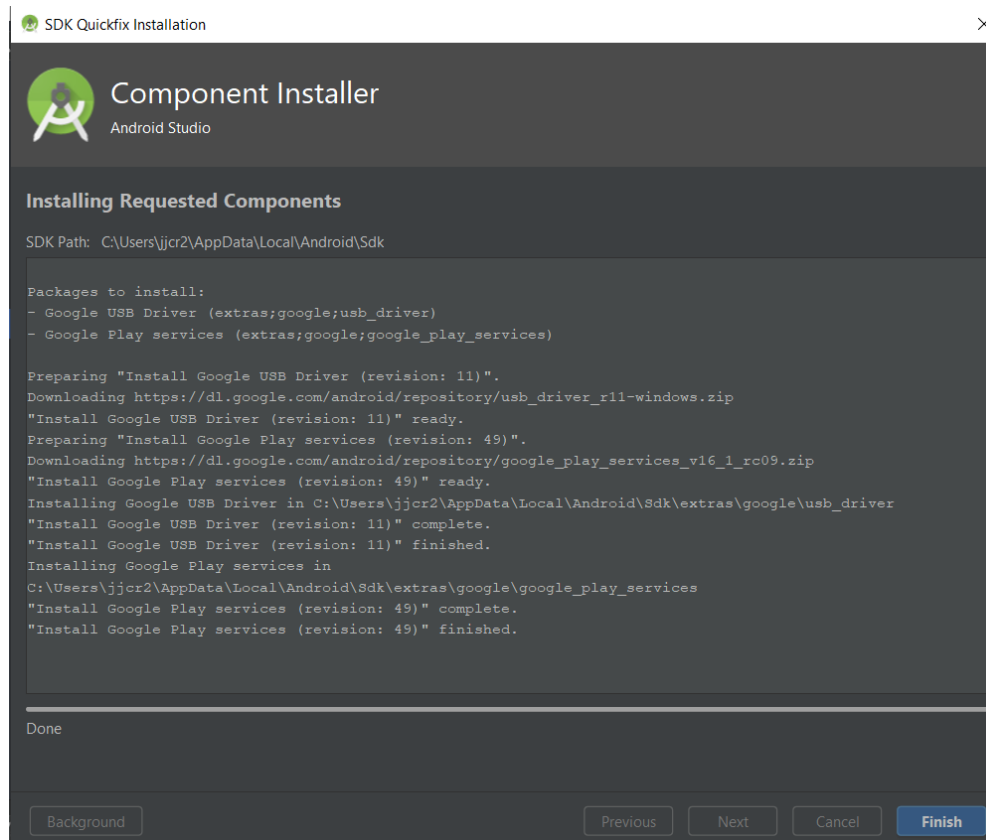 SDK Quickfix Installation
Component Installer
Android Studio
Installing Requested Components
SDK Path: C:\Users\jjcr2\AppData\Local\Android\Sdk
Packages to install:
- Google USB Driver (extras;google;usb_driver)
- Google Play services (extras;google;google_play_services)
Preparing "Install Google USB Driver (revision: 11)".
Downloading https://dl.google.com/android/repository/usb_driver_r11-windows.zip
"Install Google USB Driver (revision: 11)" ready.
Preparing "Install Google Play services (revision: 49)".
Downloading https://dl.google.com/android/repository/google_play_services_v16_1_rc09.zip
"Install Google Play services (revision: 49)" ready.
Installing Google USB Driver in C:\Users\jjcr2\AppData\Local\Android\Sdk\extras\google\usb_driver
"Install Google USB Driver (revision: 11)" complete.
"Install Google USB Driver (revision: 11)" finished.
Installing Google Play services in
C:\Users\jjcr2\AppData\Local\Android\Sdk\extras\google\google_play_services
"Install Google Play services (revision: 49)" complete.
"Install Google Play services (revision: 49)" finished.
Done
Background Previous Next Cancel Finish